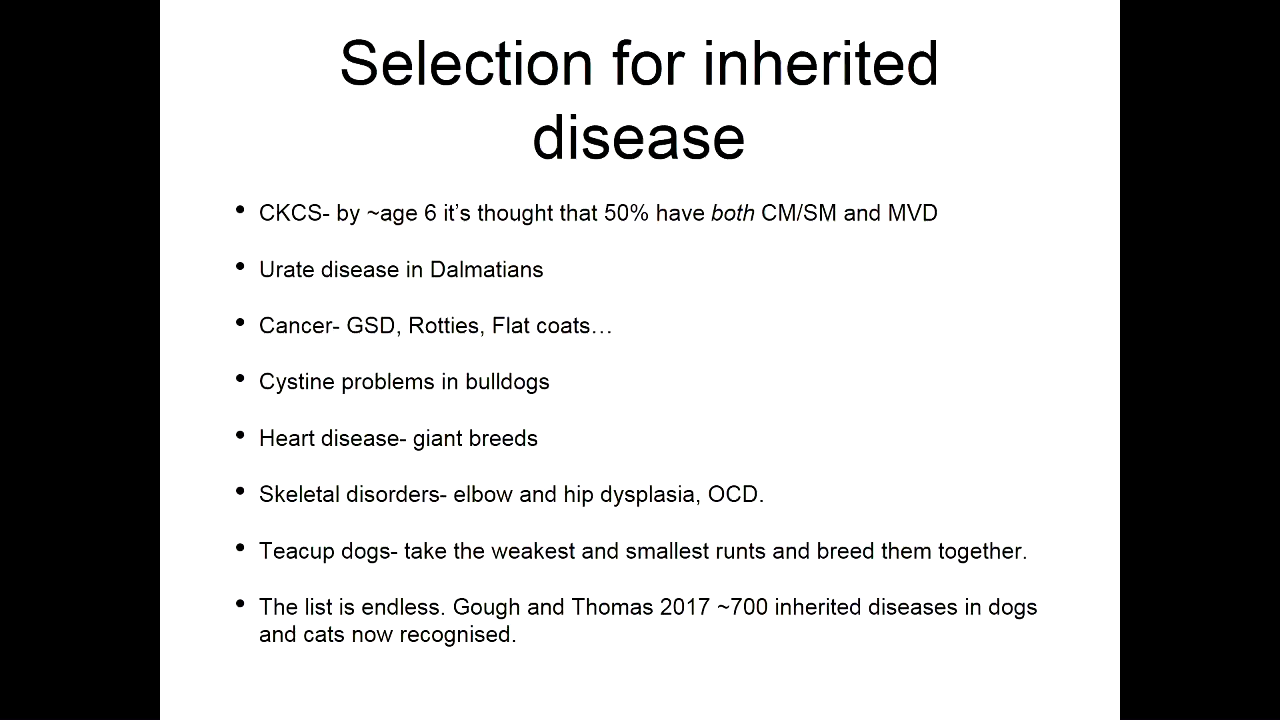 Selection for inherited
disease
• CKCS- by ~age 6 it’s thought that 50% have both CM/SM and MVD
• Urate disease in Dalmatians
• Cancer- GSD, Rotties, Flat coats…
• Cystine problems in bulldogs
• Heart disease- giant breeds
• Skeletal disorders- elbow and hip dysplasia, OCD.
• Teacup dogs- take the weakest and smallest runts and breed them together.
• The list is endless. Gough and Thomas 2017 ~700 inherited diseases in dogs
and cats now recognised.